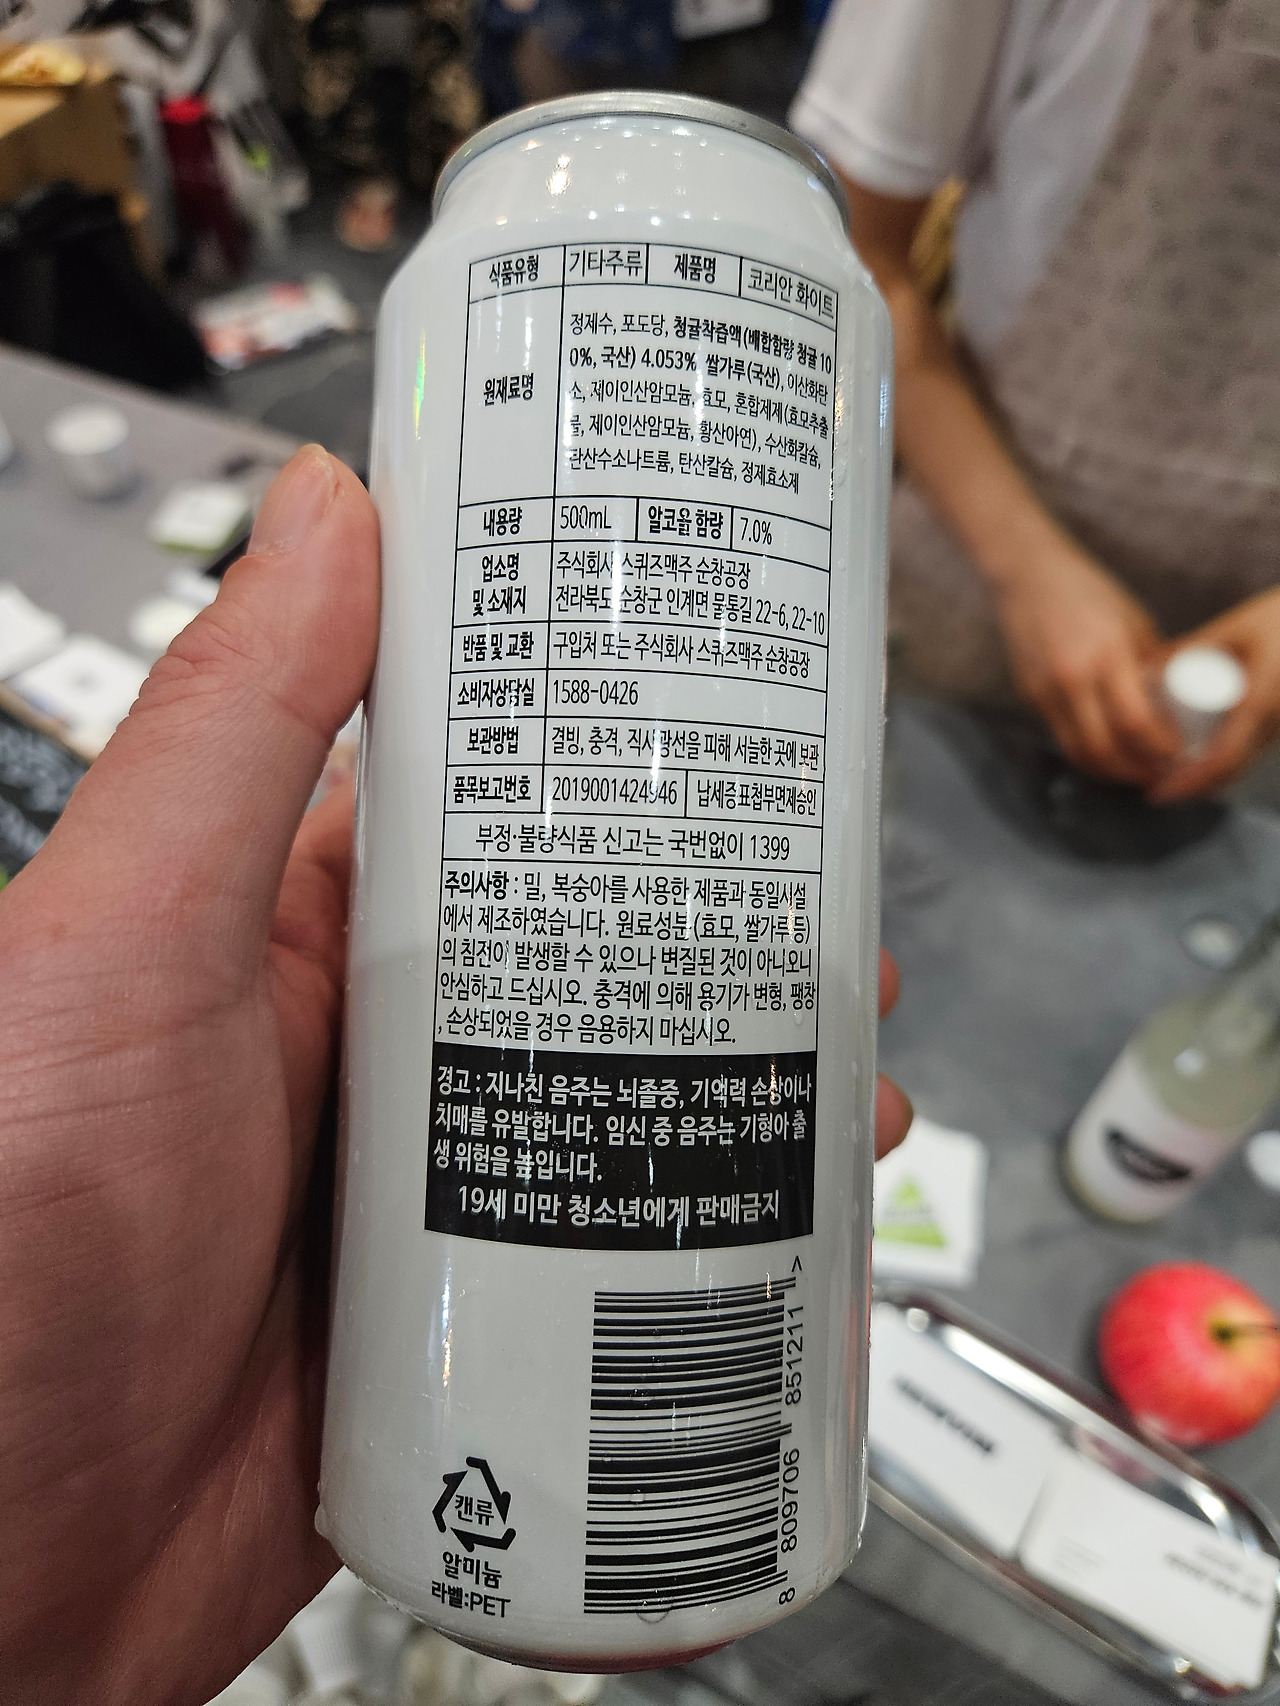 식품유형 기타주류 제품명 코리안 화이트
원재료명
정제수, 포도당, 청귤착즙액(배합함량 청귤 10
0%, 국산) 4.053% 쌀가루(국산), 이산화탄
소, 제이인산암모늄, 효모, 혼합제제(효모추출
물, 제이인산암모늄, 황산아연), 수산화칼슘,
탄산수소나트륨, 탄산칼슘, 정제효소제
내용량 500mL 알코올 함량 7.0%
업소명
및 소재지
주식회사 스퀴즈맥주 순창공장
전라북도 순창군 인계면 물통길 22-6, 22-10
반품 및 교환 구입처 또는 주식회사 스퀴즈맥주 순창공장
소비자상담실 1588-0426
보관방법 결빙, 충격, 직사광선을 피해 서늘한 곳에 보관
품목보고번호 2019001424946 납세증표첩부면제승인
부정·불량식품 신고는 국번없이 1399
주의사항 : 밀, 복숭아를 사용한 제품과 동일시설
에서 제조하였습니다. 원료성분(효모, 쌀가루 등)
의 침전이 발생할 수 있으나 변질된 것이 아니오니
안심하고 드십시오. 충격에 의해 용기가 변형, 팽창
, 손상되었을 경우 음용하지 마십시오.
경고 : 지나친 음주는 뇌졸중, 기억력 손상이나
치매를 유발합니다. 임신 중 음주는 기형아 출
생 위험을 높입니다.
19세 미만 청소년에게 판매금지
8 809706 851211 >
캔류
알미늄
라벨:PET